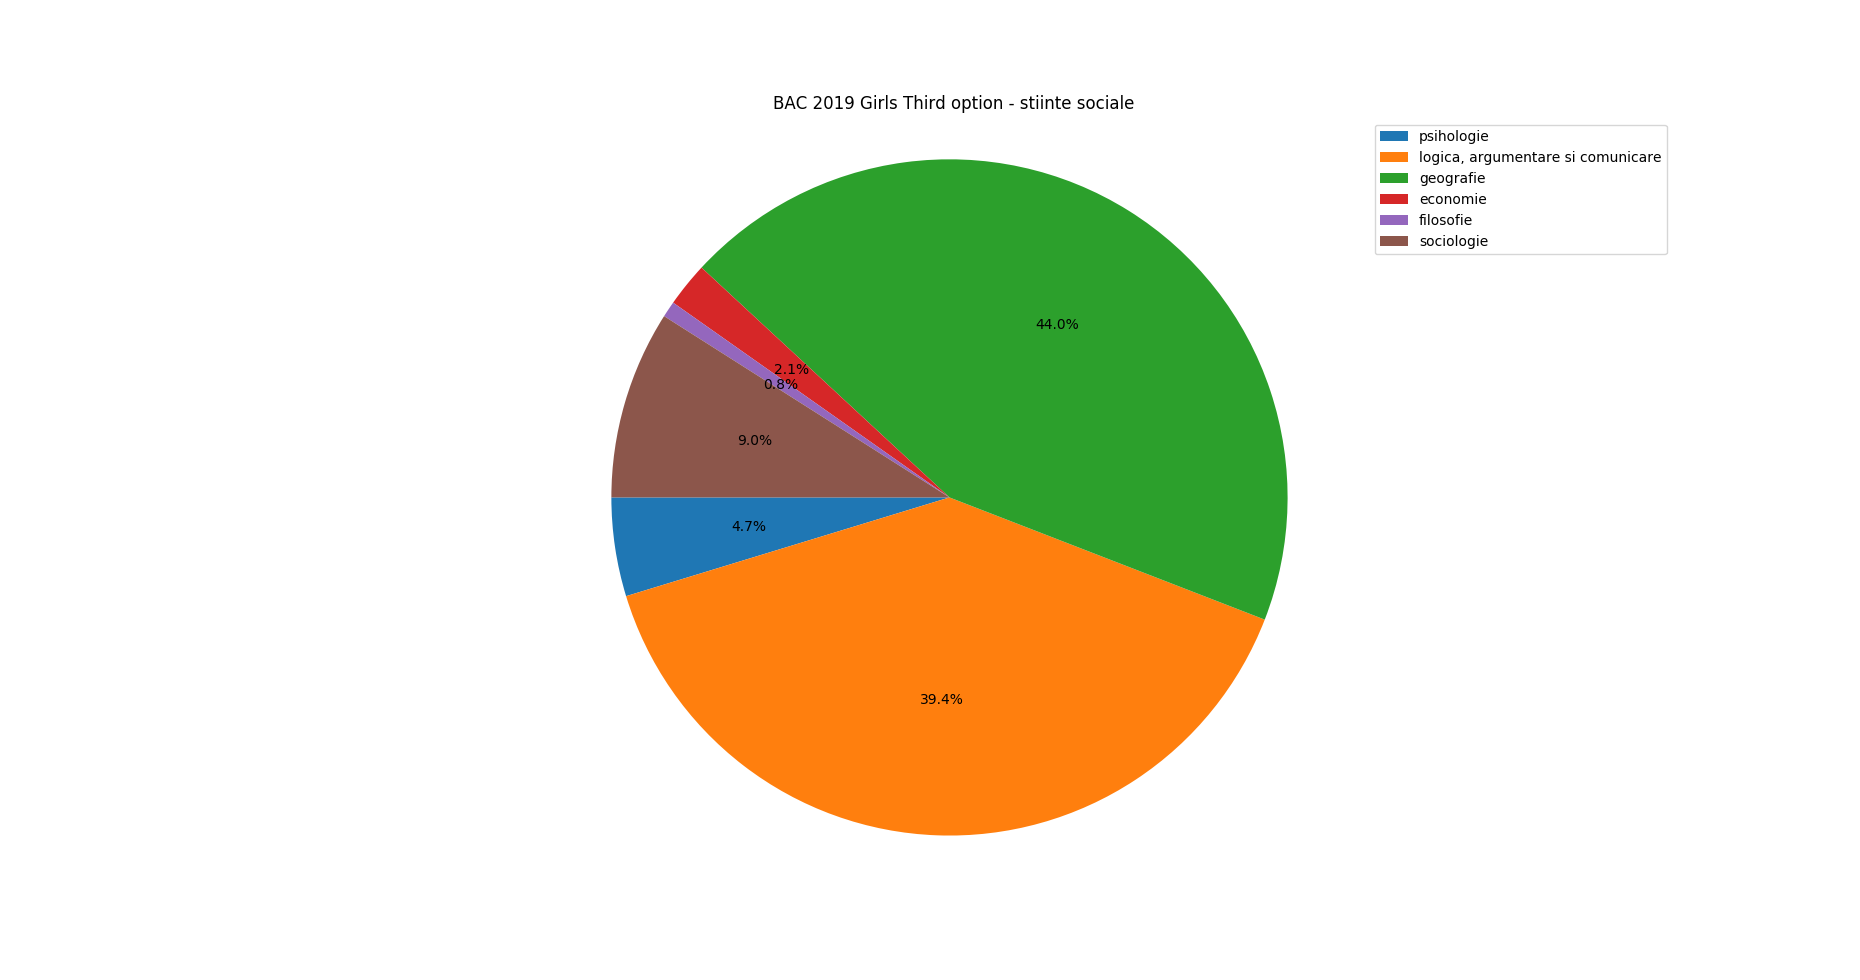 BAC 2019 Girls Third option - stiinte sociale
psihologie
logica, argumentare si comunicare
geografie
economie
filosofie
sociologie
44.0%
2.1%
0.8%
9.0%
4.7%
39.4%